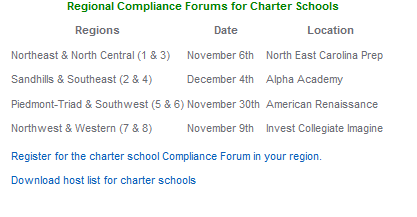 Regional Compliance Forums for Charter Schools
Regions Date Location
Northeast & North Central (1 & 3) November 6th North East Carolina Prep
Sandhills & Southeast (2 & 4) December 4th Alpha Academy
Piedmont-Triad & Southwest (5 & 6) November 30th American Renaissance
Northwest & Western (7 & 8) November 9th Invest Collegiate Imagine
Register for the charter school Compliance Forum in your region.
Download host list for charter schools